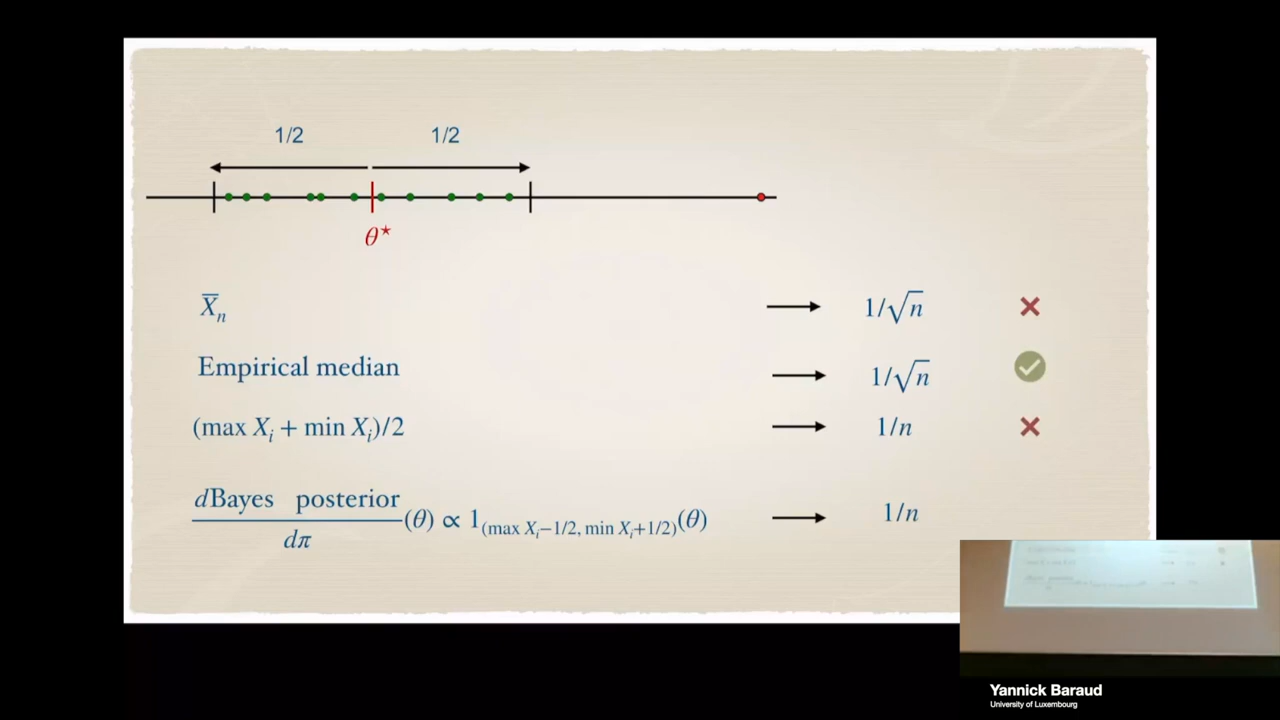 1/2 1/2
θ⋆
X̅ₙ → 1/√n ✕
Empirical median → 1/√n ✓
(max Xᵢ + min Xᵢ)/2 → 1/n ✕
dBayes posterior
dπ
(θ) ∝ 1₍max Xᵢ−1/2, min Xᵢ+1/2₎(θ) → 1/n
Yannick Baraud
University of Luxembourg